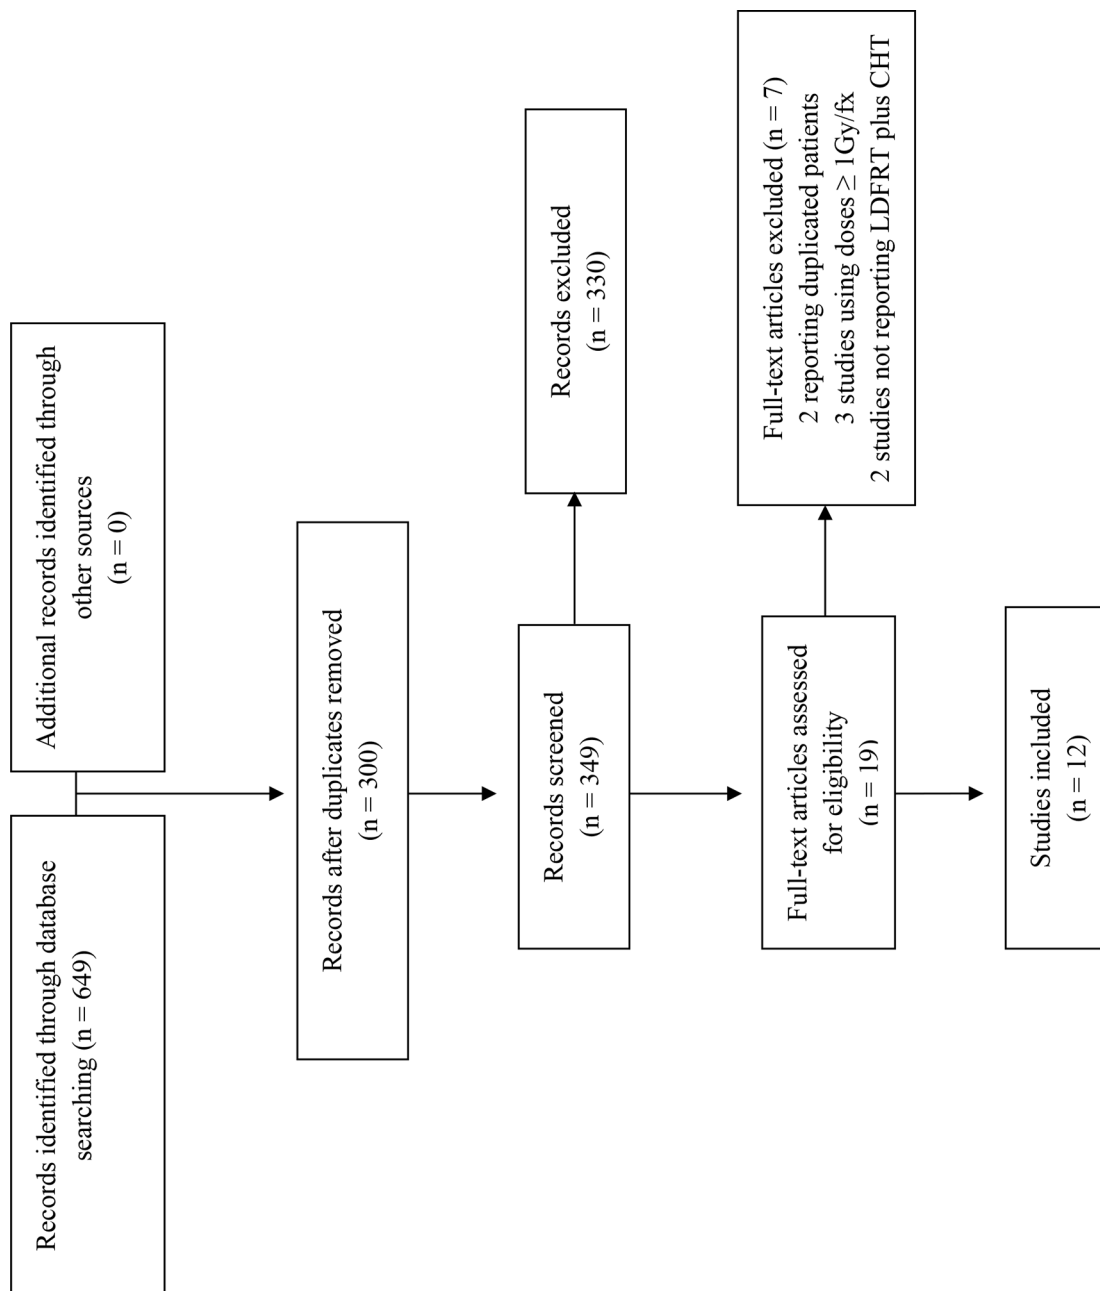 Records identified through database
searching (n = 649)
Additional records identified through
other sources
(n = 0)
Records after duplicates removed
(n = 300)
Records screened
(n = 349)
Records excluded
(n = 330)
Full-text articles assessed
for eligibility
(n = 19)
Full-text articles excluded (n = 7)
2 reporting duplicated patients
3 studies using doses ≥ 1Gy/fx
2 studies not reporting LDFRT plus CHT
Studies included
(n = 12)